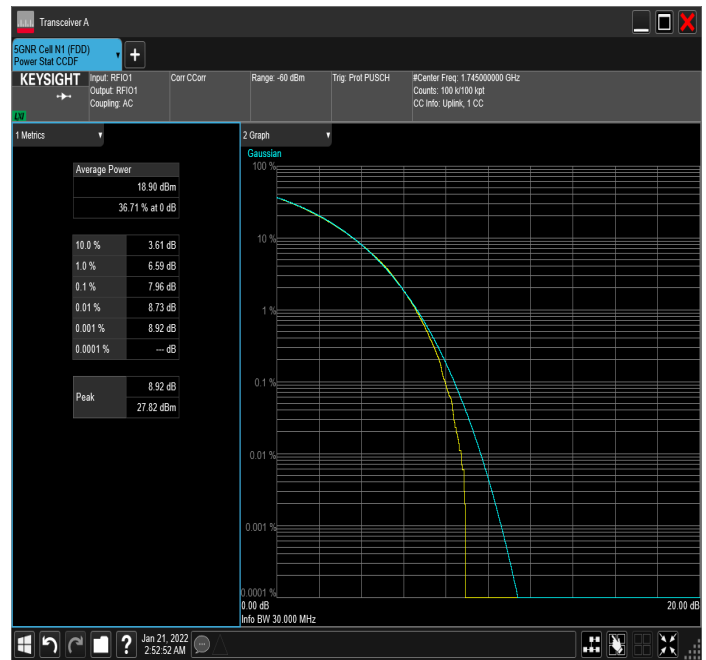 Transceiver A
5GNR Cell N1 (FDD)
Power Stat CCDF
KEYSIGHT
LXI
Input: RFIO1
Output: RFIO1
Coupling: AC
Corr CCorr
Range: -60 dBm
Trig: Prot PUSCH
#Center Freq: 1.745000000 GHz
Counts: 100 k/100 kpt
CC Info: Uplink, 1 CC
1 Metrics
Average Power
18.90 dBm
36.71 % at 0 dB
10.0 % 3.61 dB
1.0 % 6.59 dB
0.1 % 7.96 dB
0.01 % 8.73 dB
0.001 % 8.92 dB
0.0001 % --- dB
Peak
8.92 dB
27.82 dBm
2 Graph
Gaussian
100 %
10 %
1 %
0.1 %
0.01 %
0.001 %
0.0001 %
0.00 dB 20.00 dB
Info BW 30.000 MHz
? Jan 21, 2022
2:52:52 AM